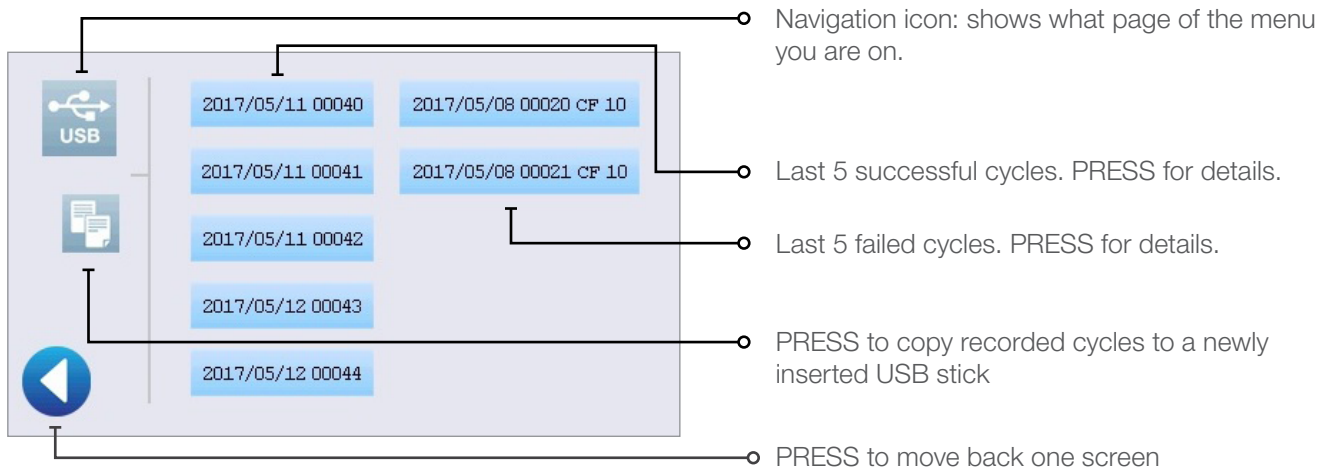 Navigation icon: shows what page of the menu
you are on.
USB
2017/05/11 00040
2017/05/08 00020 CF 10
2017/05/11 00041
2017/05/08 00021 CF 10
2017/05/11 00042
2017/05/12 00043
2017/05/12 00044
Last 5 successful cycles. PRESS for details.
Last 5 failed cycles. PRESS for details.
PRESS to copy recorded cycles to a newly
inserted USB stick
PRESS to move back one screen